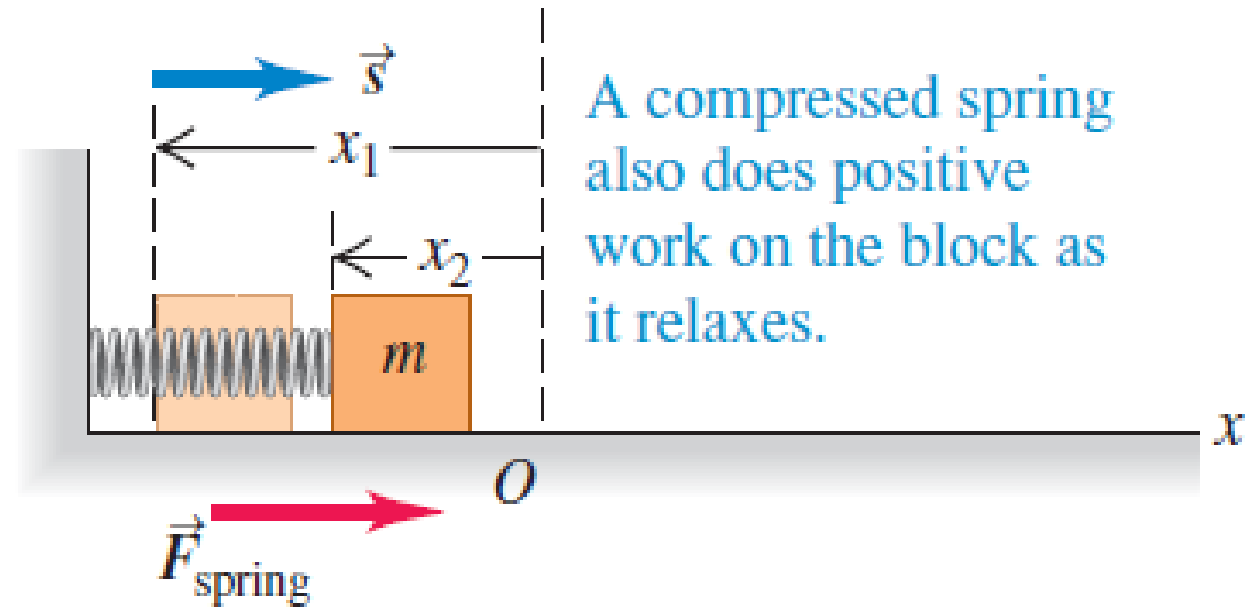 s⃗
x₁
A compressed spring
also does positive
work on the block as
it relaxes.
x₂
m
x
O
F⃗spring